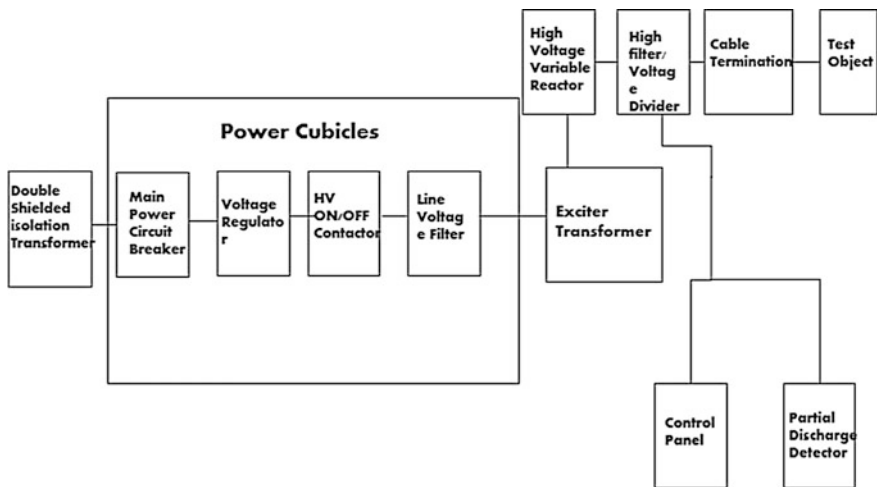 Power Cubicles
Double
Shielded
isolation
Transformer
Main
Power
Circuit
Breaker
Voltage
Regulato
r
HV
ON/OFF
Contactor
Line
Voltag
e Filter
Exciter
Transformer
High
Voltage
Variable
Reactor
High
filter/
Voltag
e
Divider
Cable
Termination
Test
Object
Control
Panel
Partial
Discharge
Detector